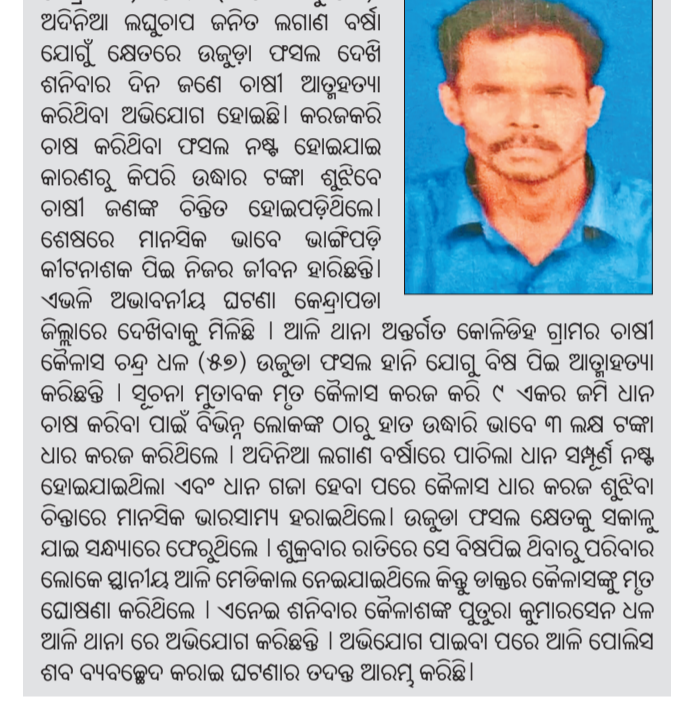 ଅଦିନିଆ ଲଘୁଚାପ ଜନିତ ଲଗାଣ ବର୍ଷା
ଯୋଗୁଁ କ୍ଷେତରେ ଉଜୁଡ଼ା ଫସଲ ଦେଖି
ଶନିବାର ଦିନ ଜଣେ ଚାଷୀ ଆତ୍ମହତ୍ୟା
କରିଥିବା ଅଭିଯୋଗ ହୋଇଛି। କରଜକରି
ଚାଷ କରିଥିବା ଫସଲ ନଷ୍ଟ ହୋଇଯାଇ
କାରଣରୁ କିପରି ଉଦ୍ଧାର ଟଙ୍କା ଶୁଝିବେ
ଚାଷୀ ଜଣଙ୍କ ଚିନ୍ତିତ ହୋଇପଡ଼ିଥିଲେ।
ଶେଷରେ ମାନସିକ ଭାବେ ଭାଙ୍ଗିପଡ଼ି
କୀଟନାଶକ ପିଇ ନିଜର ଜୀବନ ହାରିଛନ୍ତି।
ଏଭଳି ଅଭାବନୀୟ ଘଟଣା କେନ୍ଦ୍ରାପଡା
ଜିଲ୍ଲାରେ ଦେଖିବାକୁ ମିଳିଛି । ଆଳି ଥାନା ଅନ୍ତର୍ଗତ କୋଳିଡିହ ଗ୍ରାମର ଚାଷୀ
କୈଳାସ ଚନ୍ଦ୍ର ଧଳ (୫୭) ଉଜୁଡା ଫସଲ ହାନି ଯୋଗୁ ବିଷ ପିଇ ଆତ୍ମାହତ୍ୟା
କରିଛନ୍ତି । ସୂଚନା ମୁତାବକ ମୃତ କୈଳାସ କରଜ କରି ୯ ଏକର ଜମି ଧାନ
ଚାଷ କରିବା ପାଇଁ ବିଭିନ୍ନ ଲୋକଙ୍କ ଠାରୁ ହାତ ଉଦ୍ଧାରି ଭାବେ ୩ ଲକ୍ଷ ଟଙ୍କା
ଧାର କରଜ କରିଥିଲେ । ଅଦିନିଆ ଲଗାଣ ବର୍ଷାରେ ପାଚିଲା ଧାନ ସମ୍ପୂର୍ଣ ନଷ୍ଟ
ହୋଇଯାଇଥିଲା ଏବଂ ଧାନ ଗଜା ହେବା ପରେ କୈଳାସ ଧାର କରଜ ଶୁଝିବା
ଚିନ୍ତାରେ ମାନସିକ ଭାରସାମ୍ୟ ହରାଇଥିଲେ। ଉଜୁଡା ଫସଲ କ୍ଷେତକୁ ସକାଳୁ
ଯାଇ ସନ୍ଧ୍ୟାରେ ଫେରୁଥିଲେ । ଶୁକ୍ରବାର ରାତିରେ ସେ ବିଷପିଇ ଥିବାରୁ ପରିବାର
ଲୋକେ ସ୍ଥାନୀୟ ଆଳି ମେଡିକାଲ ନେଇଯାଇଥିଲେ କିନ୍ତୁ ଡାକ୍ତର କୈଳାସଙ୍କୁ ମୃତ
ଘୋଷଣା କରିଥିଲେ । ଏନେଇ ଶନିବାର କୈଳାଶଙ୍କ ପୁତୁରା କୁମାରସେନ ଧଳ
ଆଳି ଥାନା ରେ ଅଭିଯୋଗ କରିଛନ୍ତି । ଅଭିଯୋଗ ପାଇବା ପରେ ଆଳି ପୋଲିସ
ଶବ ବ୍ୟବଚ୍ଛେଦ କରାଇ ଘଟଣାର ତଦନ୍ତ ଆରମ୍ଭ କରିଛି।